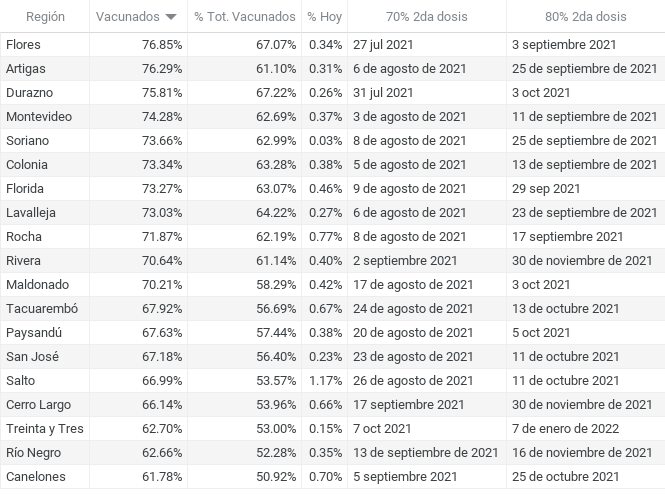 Región Vacunados % Tot. Vacunados % Hoy 70% 2da dosis 80% 2da dosis
Flores 76.85% 67.07% 0.34% 27 jul 2021 3 septiembre 2021
Artigas 76.29% 61.10% 0.31% 6 de agosto de 2021 25 de septiembre de 2021
Durazno 75.81% 67.22% 0.26% 31 jul 2021 3 oct 2021
Montevideo 74.28% 62.69% 0.37% 3 de agosto de 2021 11 de septiembre de 2021
Soriano 73.66% 62.99% 0.03% 8 de agosto de 2021 25 de septiembre de 2021
Colonia 73.34% 63.28% 0.38% 5 de agosto de 2021 13 de septiembre de 2021
Florida 73.27% 63.07% 0.46% 9 de agosto de 2021 29 sep 2021
Lavalleja 73.03% 64.22% 0.27% 6 de agosto de 2021 23 de septiembre de 2021
Rocha 71.87% 62.19% 0.77% 8 de agosto de 2021 17 septiembre 2021
Rivera 70.64% 61.14% 0.40% 2 septiembre 2021 30 de noviembre de 2021
Maldonado 70.21% 58.29% 0.42% 17 de agosto de 2021 3 oct 2021
Tacuarembó 67.92% 56.69% 0.67% 24 de agosto de 2021 13 de octubre de 2021
Paysandú 67.63% 57.44% 0.38% 20 de agosto de 2021 5 oct 2021
San José 67.18% 56.40% 0.23% 23 de agosto de 2021 11 de octubre de 2021
Salto 66.99% 53.57% 1.17% 26 de agosto de 2021 11 de octubre de 2021
Cerro Largo 66.14% 53.96% 0.66% 17 septiembre 2021 30 de noviembre de 2021
Treinta y Tres 62.70% 53.00% 0.15% 7 oct 2021 7 de enero de 2022
Río Negro 62.66% 52.28% 0.35% 13 de septiembre de 2021 16 de noviembre de 2021
Canelones 61.78% 50.92% 0.70% 5 septiembre 2021 25 de octubre de 2021